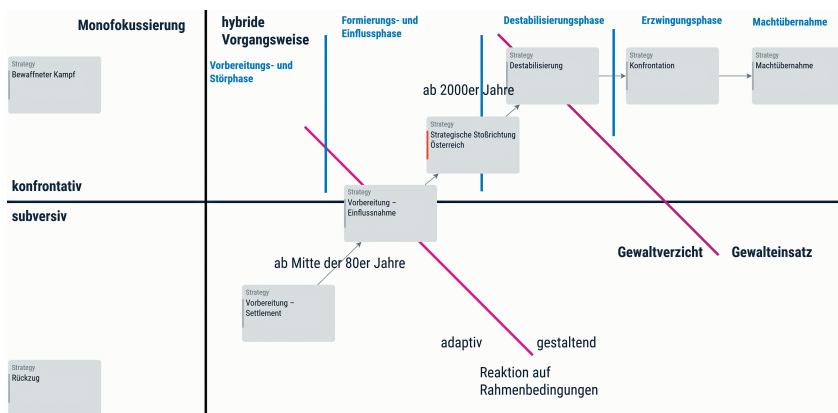 Monofokussierung
hybride
Vorgangsweise
Formierungs- und
Einflussphase
Destabilisierungsphase
Erzwingungsphase
Machtübernahme
Vorbereitungs- und
Störphase
Strategy
Bewaffneter Kampf
Strategy
Destabilisierung
Strategy
Konfrontation
Strategy
Machtübernahme
ab 2000er Jahre
Strategy
Strategische Stoßrichtung
Österreich
konfrontativ
subversiv
Strategy
Vorbereitung –
Einflussnahme
Gewaltverzicht
Gewalteinsatz
ab Mitte der 80er Jahre
Strategy
Vorbereitung –
Settlement
adaptiv
gestaltend
Reaktion auf
Rahmenbedingungen
Strategy
Rückzug